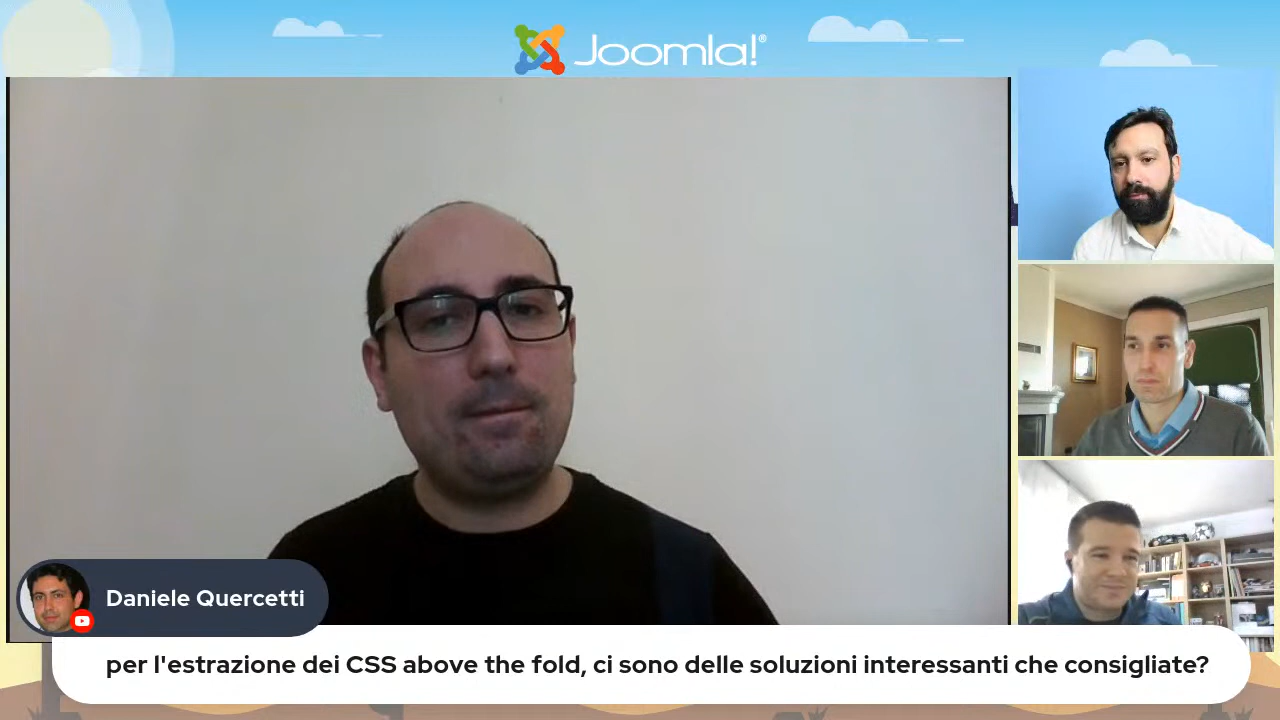 Joomla!®
Daniele Quercetti
per l'estrazione dei CSS above the fold, ci sono delle soluzioni interessanti che consigliate?